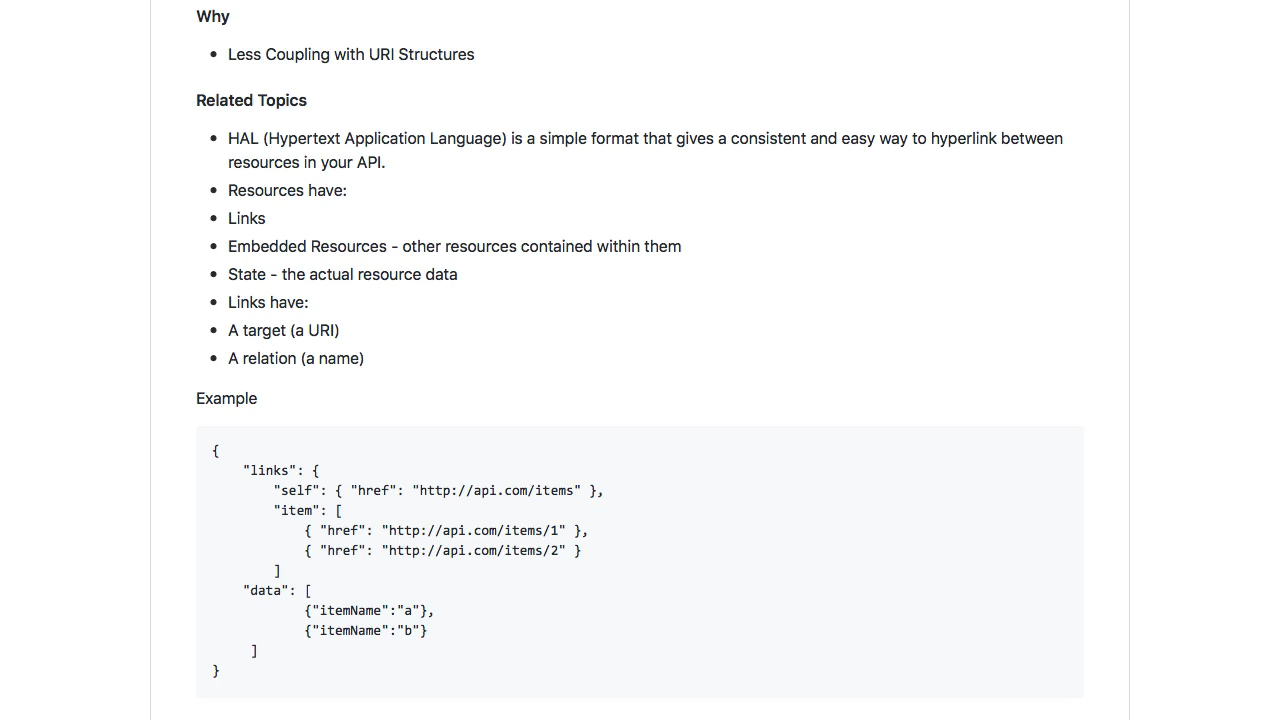 Why
• Less Coupling with URI Structures
Related Topics
• HAL (Hypertext Application Language) is a simple format that gives a consistent and easy way to hyperlink between
resources in your API.
• Resources have:
• Links
• Embedded Resources - other resources contained within them
• State - the actual resource data
• Links have:
• A target (a URI)
• A relation (a name)
Example
{
    "links": {
        "self": { "href": "http://api.com/items" },
        "item": [
            { "href": "http://api.com/items/1" },
            { "href": "http://api.com/items/2" }
        ]
    "data": [
            {"itemName":"a"},
            {"itemName":"b"}
     ]
}